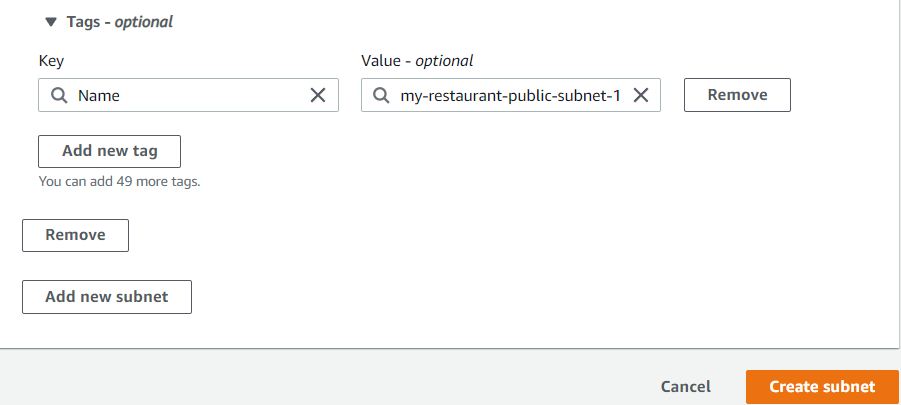 Tags - optional
Key
Value - optional
Name
my-restaurant-public-subnet-1
Remove
Add new tag
You can add 49 more tags.
Remove
Add new subnet
Cancel
Create subnet